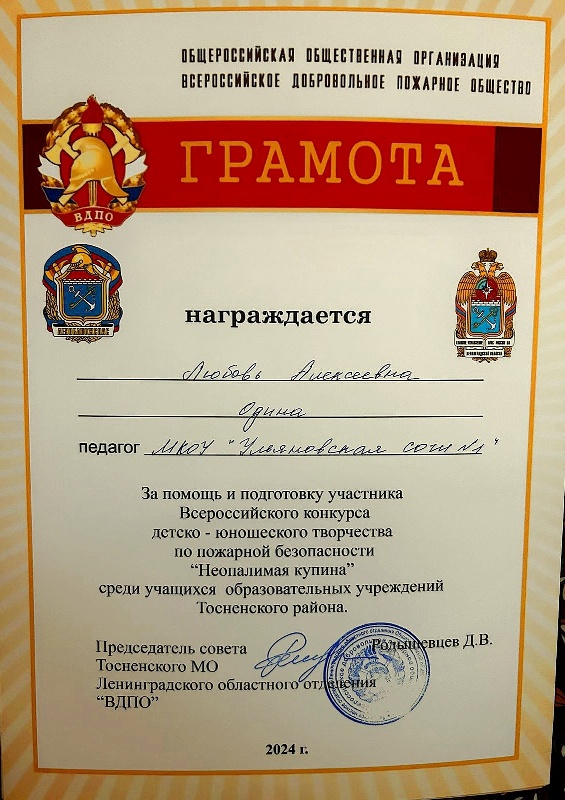 ОБЩЕРОССИЙСКАЯ ОБЩЕСТВЕННАЯ ОРГАНИЗАЦИЯ
ВСЕРОССИЙСКОЕ ДОБРОВОЛЬНОЕ ПОЖАРНОЕ ОБЩЕСТВО
ГРАМОТА
ВДПО
награждается
Любовь Алексеевна
Одина
педагог МКОУ "Ульяновская СОШ №1"
За помощь и подготовку участника
Всероссийского конкурса
детско - юношеского творчества
по пожарной безопасности
“Неопалимая купина”
среди учащихся образовательных учреждений
Тосненского района.
Председатель совета Родышевцев Д.В.
Тосненского МО
Ленинградского областного отделения
“ВДПО”
2024 г.